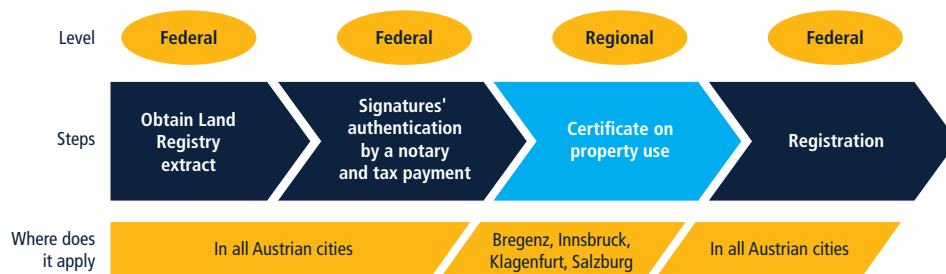 Level
Federal
Federal
Regional
Federal
Steps
Obtain Land
Registry
extract
Signatures'
authentication
by a notary
and tax payment
Certificate on
property use
Registration
Where does
it apply
In all Austrian cities
Bregenz, Innsbruck,
Klagenfurt, Salzburg
In all Austrian cities